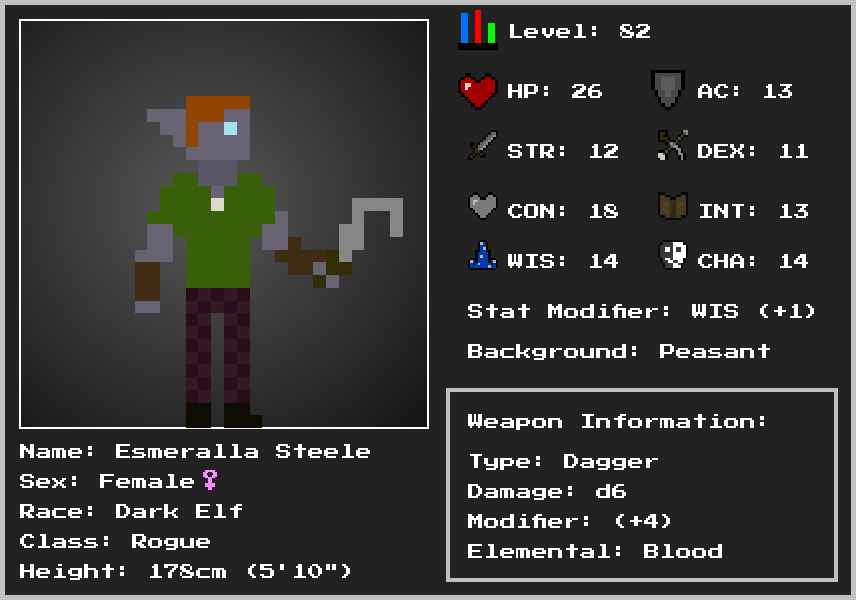 Level: 82
HP: 26
AC: 13
STR: 12
DEX: 11
CON: 18
INT: 13
WIS: 14
CHA: 14
Stat Modifier: WIS (+1)
Background: Peasant
Weapon Information:
Type: Dagger
Damage: d6
Modifier: (+4)
Elemental: Blood
Name: Esmeralla Steele
Sex: Female♀
Race: Dark Elf
Class: Rogue
Height: 178cm (5'10")